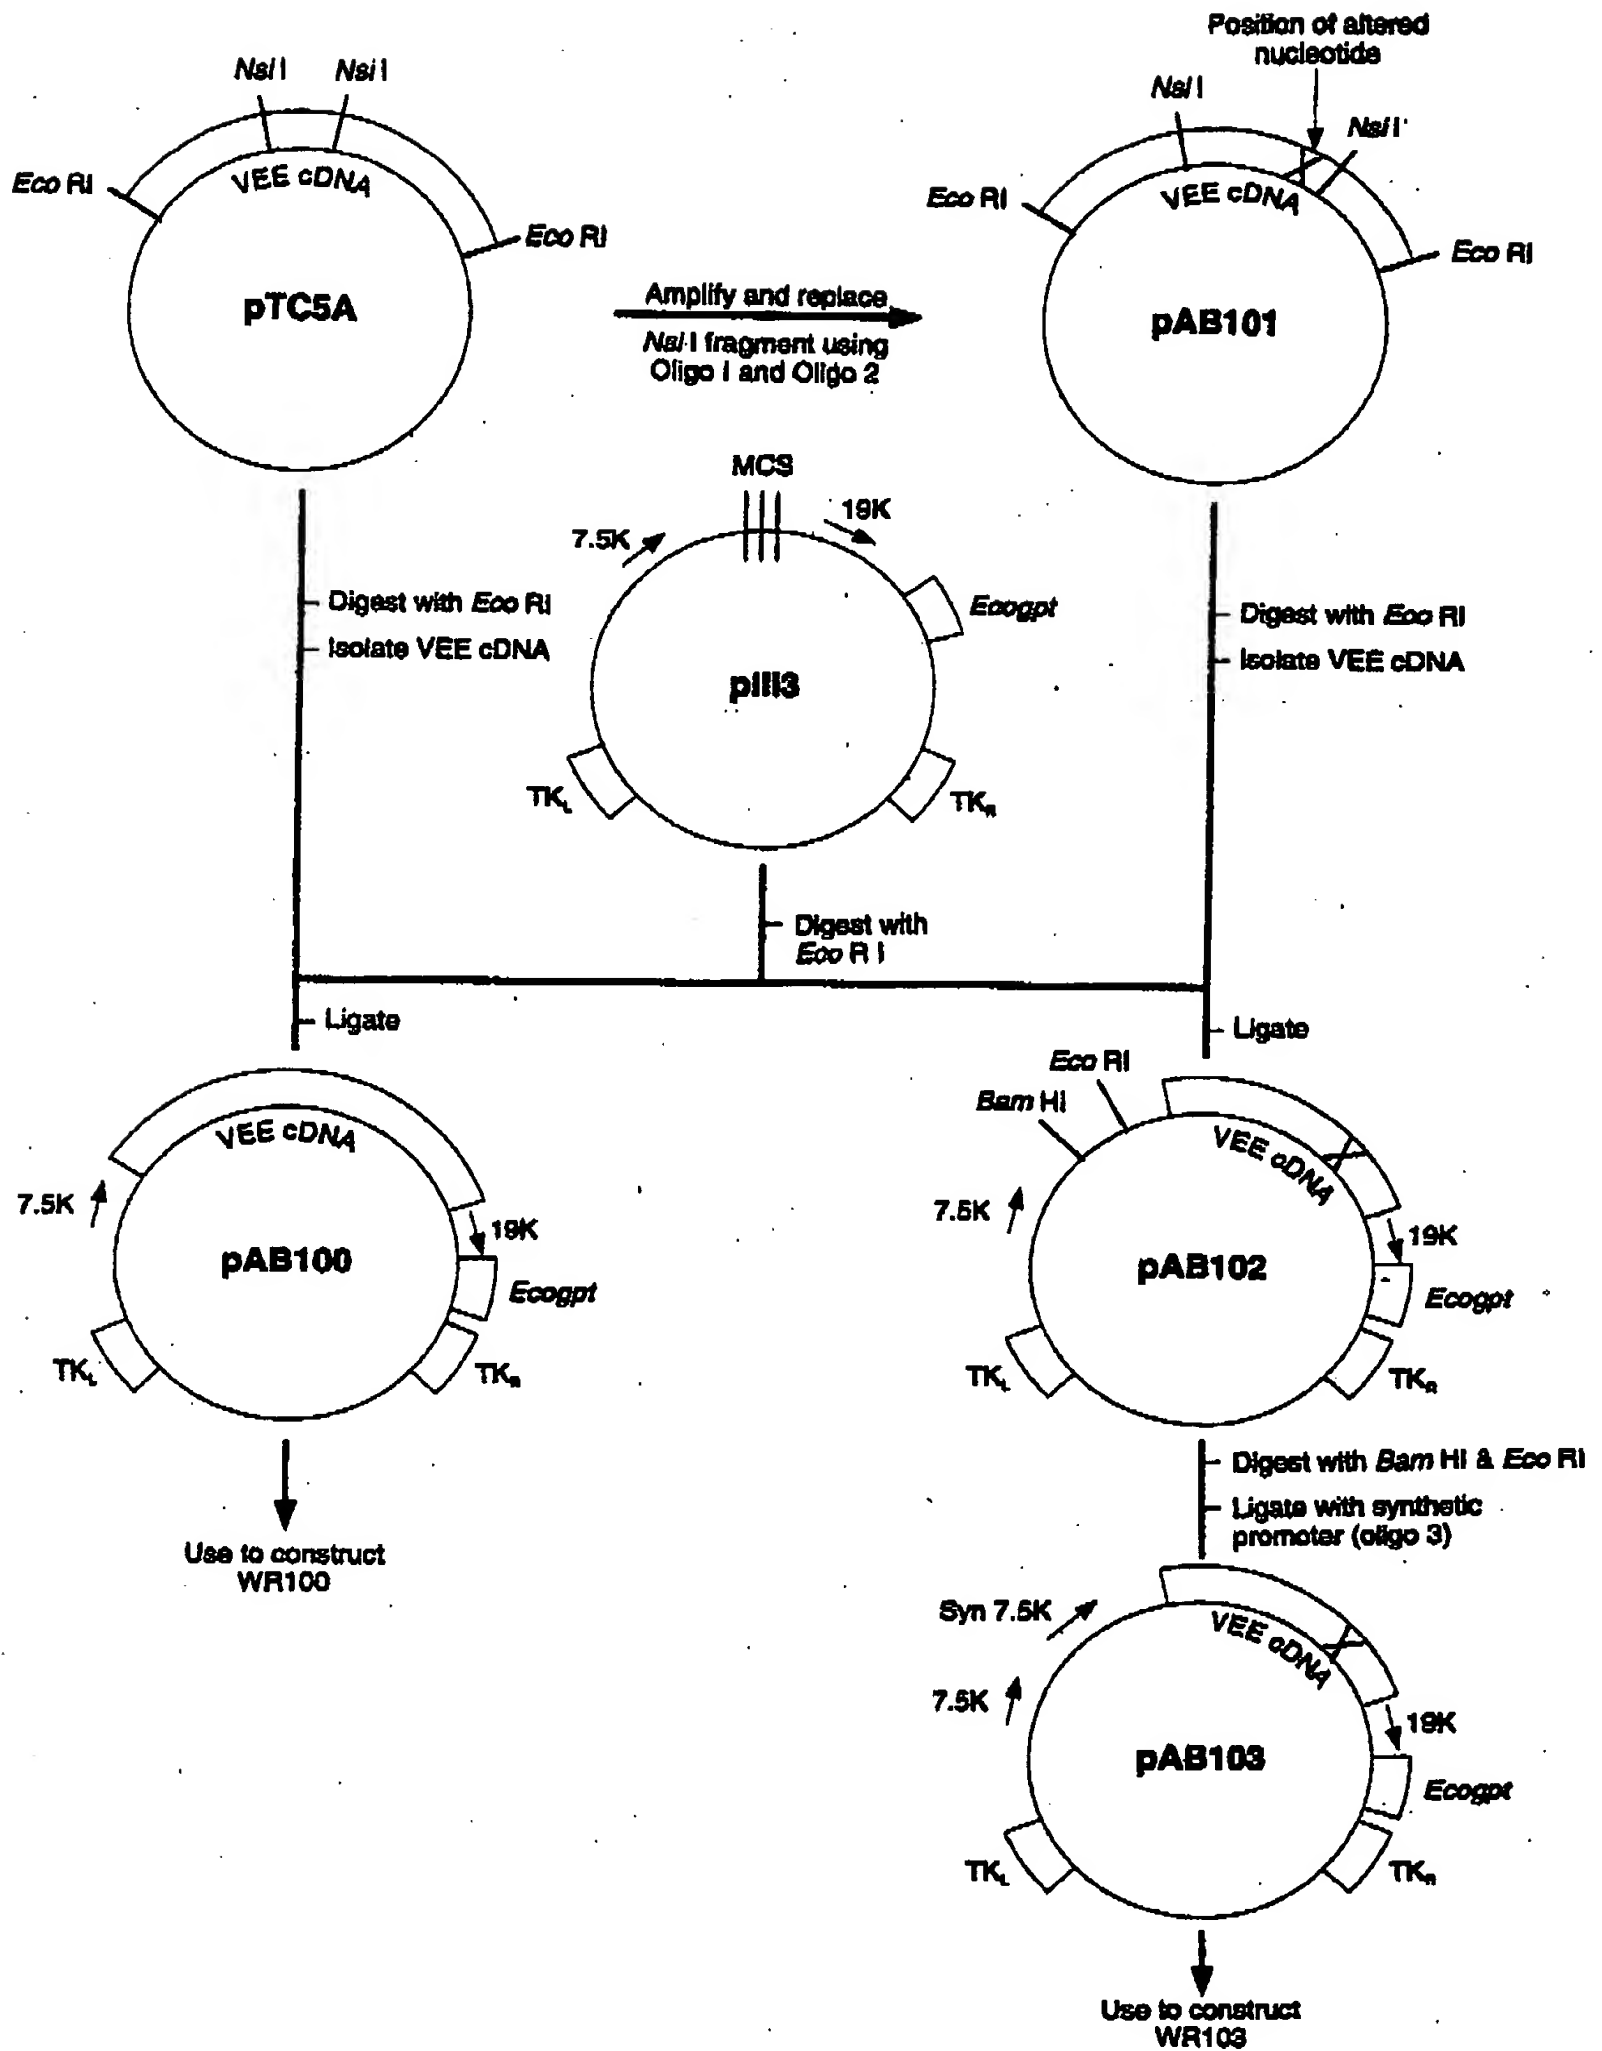 Position of altered
nucleotide
Nsi I
Nsi I
Nsi I
Nsi I
Eco RI
VEE cDNA
Eco RI
pTC5A
Eco RI
VEE cDNA
Eco RI
pAB101
Amplify and replace
Nsi I fragment using
Oligo I and Oligo 2
MCS
7.5K
19K
Ecogpt
pIII3
TKL
TKR
Digest with Eco RI
Isolate VEE cDNA
Digest with Eco RI
Isolate VEE cDNA
Digest with
Eco R I
Ligate
Ligate
VEE cDNA
7.5K
19K
pAB100
Ecogpt
TKL
TKR
Use to construct
WR100
Eco RI
Bam HI
VEE cDNA
7.5K
19K
pAB102
Ecogpt
TKL
TKR
Digest with Bam HI & Eco RI
Ligate with synthetic
promoter (oligo 3)
Syn 7.5K
VEE cDNA
7.5K
19K
pAB103
Ecogpt
TKL
TKR
Use to construct
WR103